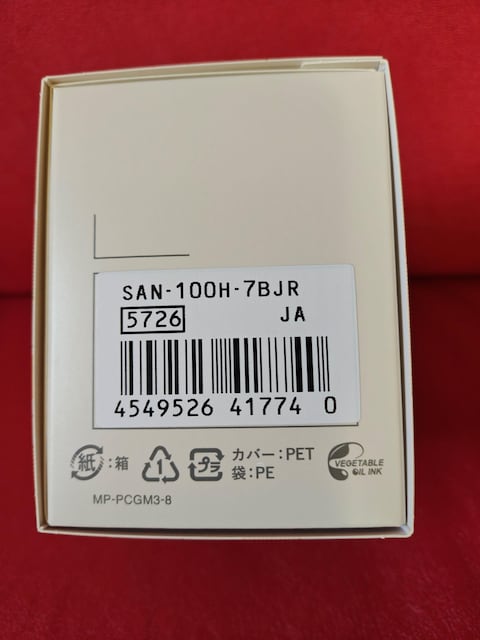 SAN-100H-7BJR
5726 JA
4549526 41774 0
紙:箱 1 プラ カバー:PET
袋:PE
VEGETABLE
OIL INK
MP-PCGM3-8